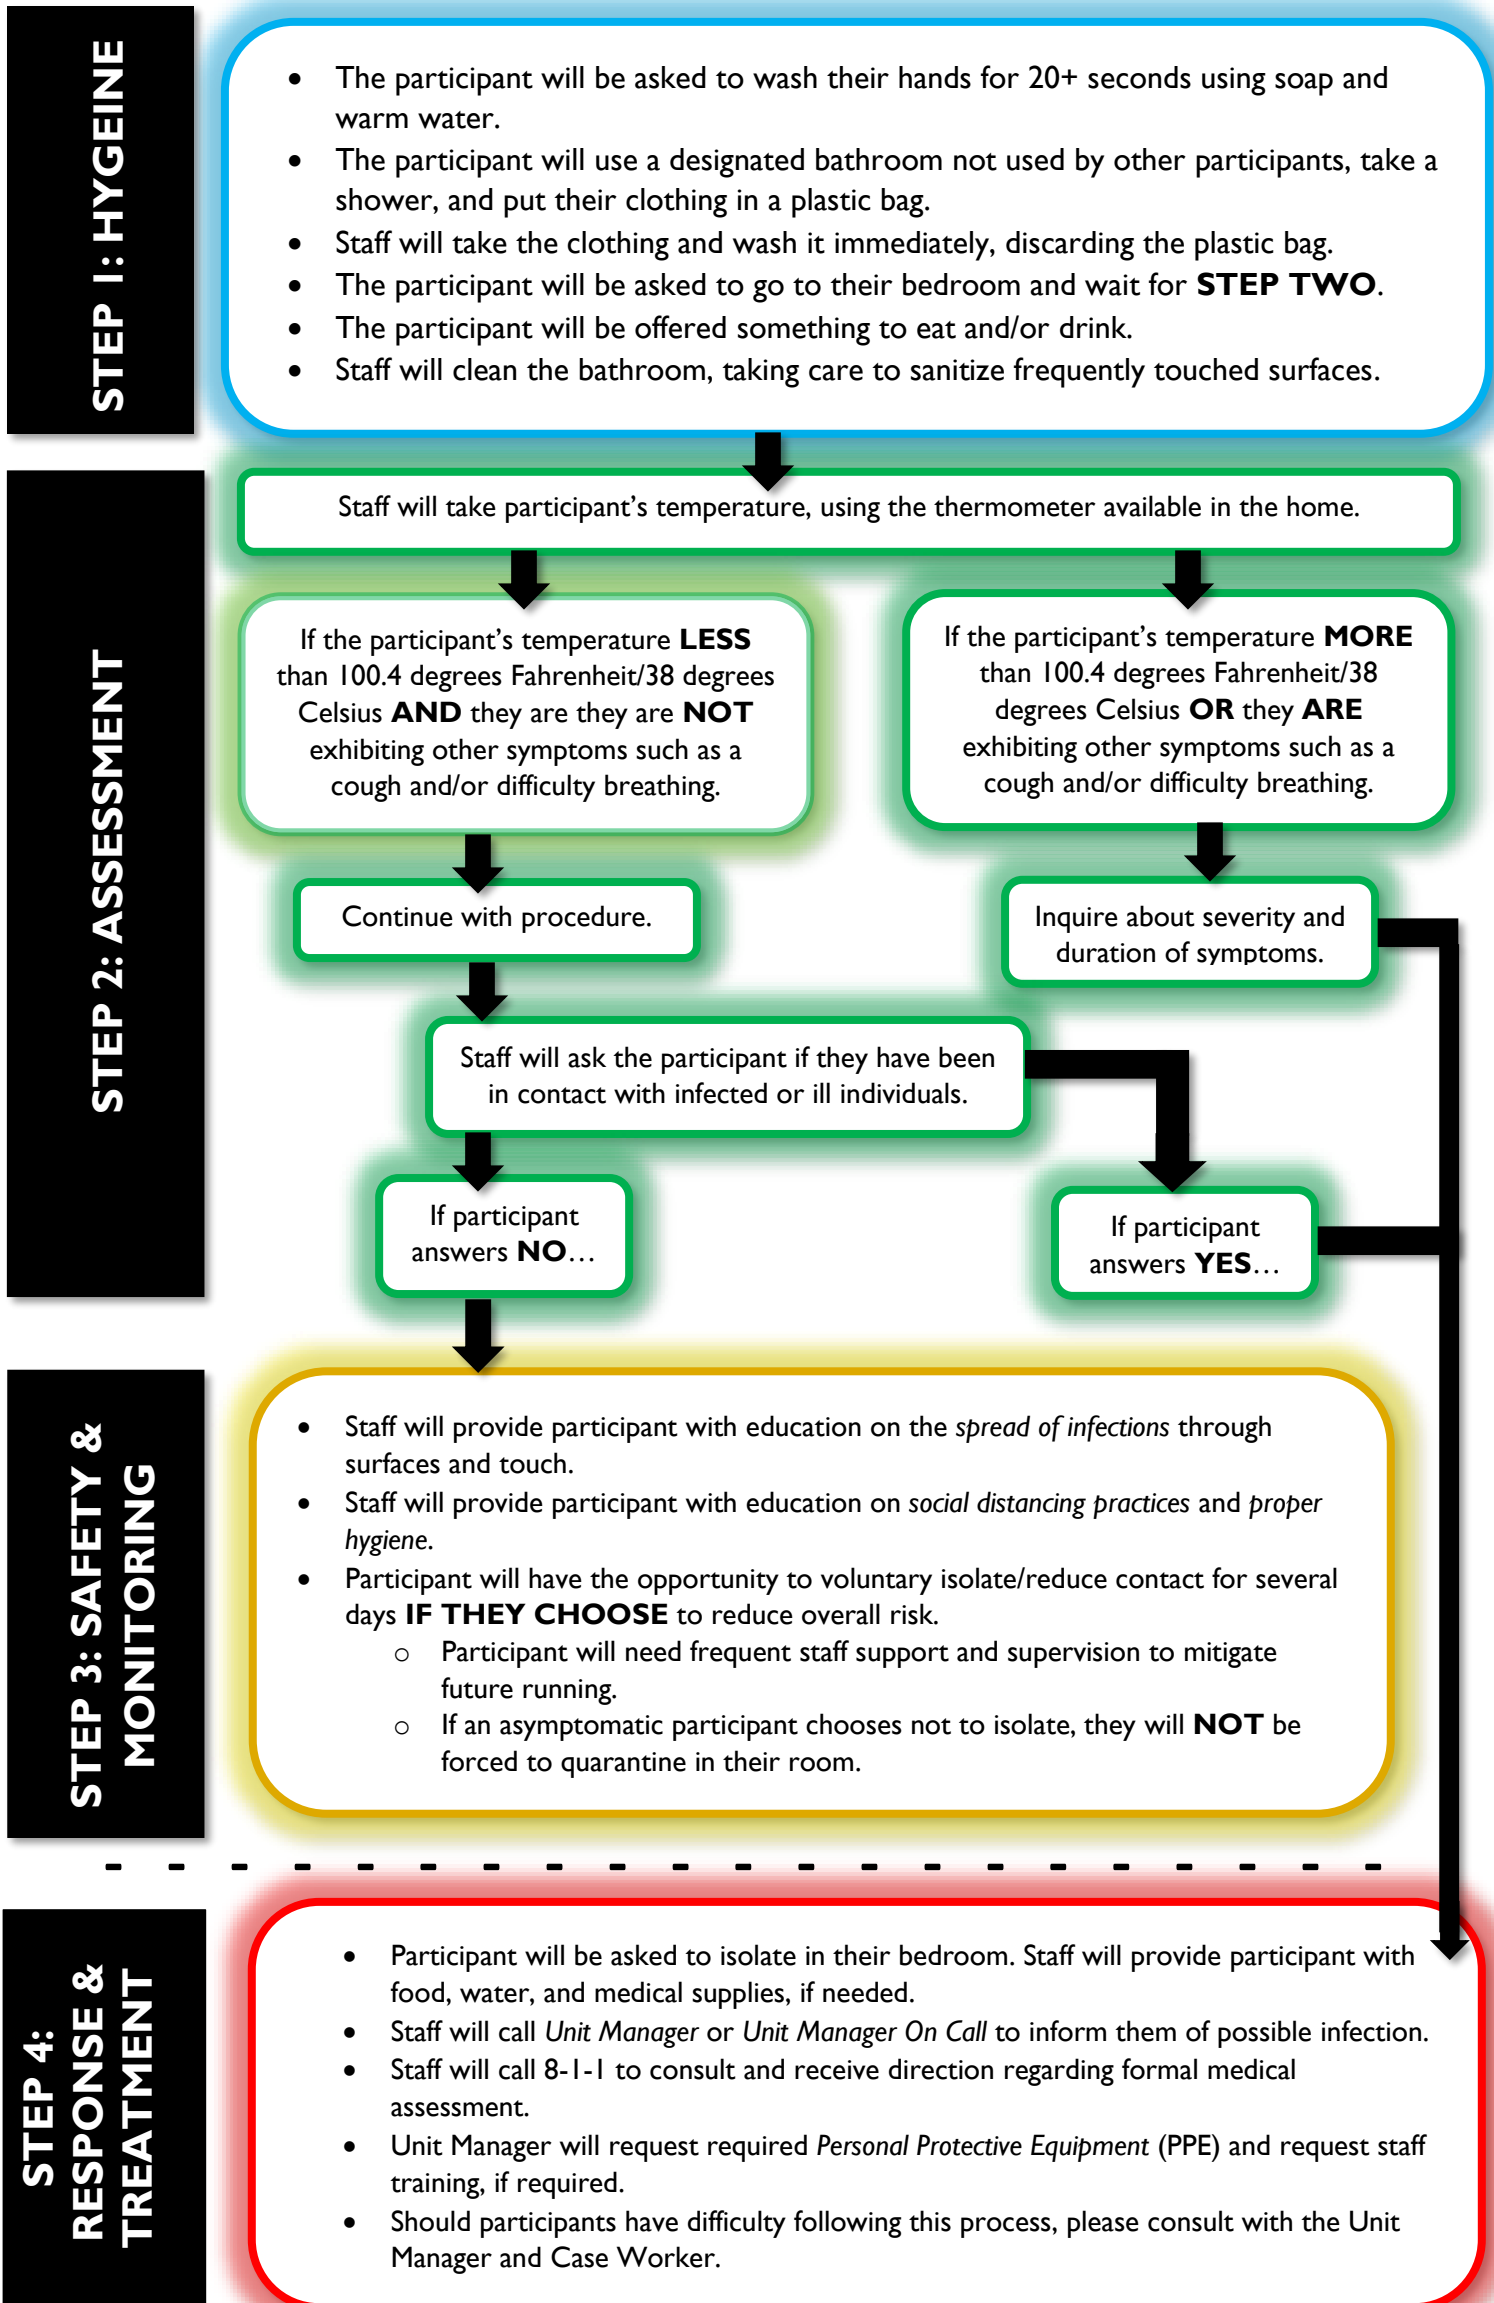 STEP 1: HYGEINE
• The participant will be asked to wash their hands for 20+ seconds using soap and
warm water.
• The participant will use a designated bathroom not used by other participants, take a
shower, and put their clothing in a plastic bag.
• Staff will take the clothing and wash it immediately, discarding the plastic bag.
• The participant will be asked to go to their bedroom and wait for STEP TWO.
• The participant will be offered something to eat and/or drink.
• Staff will clean the bathroom, taking care to sanitize frequently touched surfaces.
STEP 2: ASSESSMENT
Staff will take participant's temperature, using the thermometer available in the home.
If the participant's temperature LESS
than 100.4 degrees Fahrenheit/38 degrees
Celsius AND they are they are NOT
exhibiting other symptoms such as a
cough and/or difficulty breathing.
If the participant's temperature MORE
than 100.4 degrees Fahrenheit/38
degrees Celsius OR they ARE
exhibiting other symptoms such as a
cough and/or difficulty breathing.
Continue with procedure.
Inquire about severity and
duration of symptoms.
Staff will ask the participant if they have been
in contact with infected or ill individuals.
If participant
answers NO…
If participant
answers YES…
STEP 3: SAFETY &
MONITORING
• Staff will provide participant with education on the spread of infections through
surfaces and touch.
• Staff will provide participant with education on social distancing practices and proper
hygiene.
• Participant will have the opportunity to voluntary isolate/reduce contact for several
days IF THEY CHOOSE to reduce overall risk.
o Participant will need frequent staff support and supervision to mitigate
future running.
o If an asymptomatic participant chooses not to isolate, they will NOT be
forced to quarantine in their room.
STEP 4:
RESPONSE &
TREATMENT
• Participant will be asked to isolate in their bedroom. Staff will provide participant with
food, water, and medical supplies, if needed.
• Staff will call Unit Manager or Unit Manager On Call to inform them of possible infection.
• Staff will call 8-1-1 to consult and receive direction regarding formal medical
assessment.
• Unit Manager will request required Personal Protective Equipment (PPE) and request staff
training, if required.
• Should participants have difficulty following this process, please consult with the Unit
Manager and Case Worker.